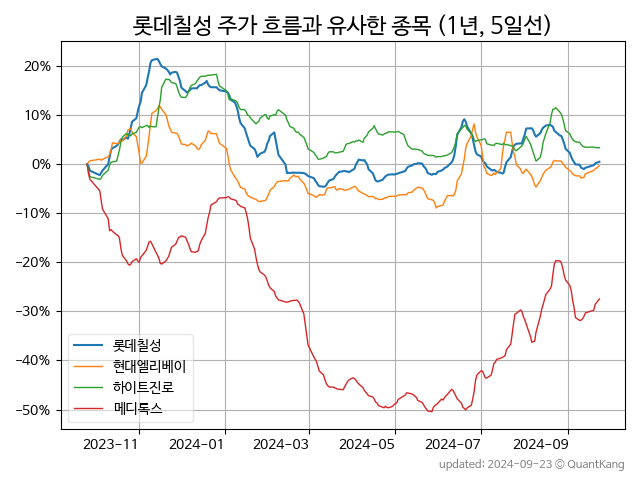 롯데칠성 주가 흐름과 유사한 종목 (1년, 5일선)
20%
10%
0%
−10%
−20%
−30%
−40%
−50%
롯데칠성
현대엘리베이
하이트진로
메디톡스
2023-11
2024-01
2024-03
2024-05
2024-07
2024-09
updated: 2024-09-23 © QuantKang